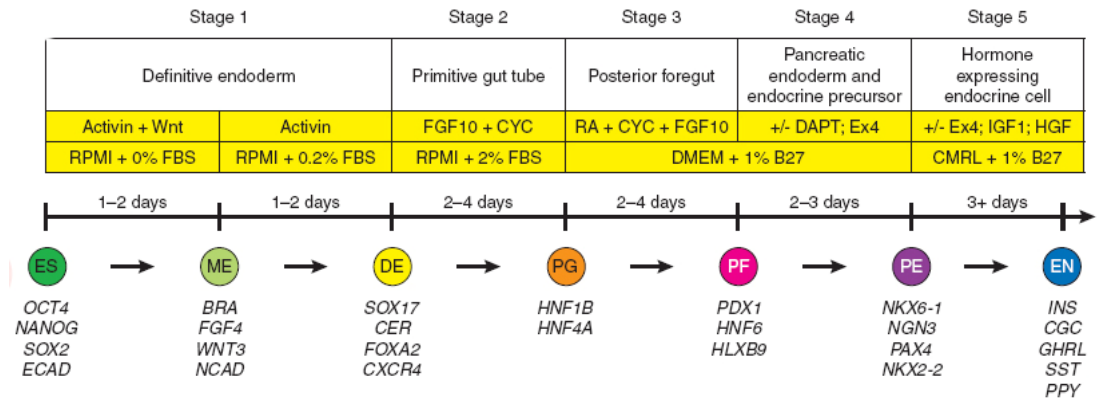 Stage 1 Stage 2 Stage 3 Stage 4 Stage 5
Definitive endoderm
Primitive gut tube
Posterior foregut
Pancreatic
endoderm and
endocrine precursor
Hormone
expressing
endocrine cell
Activin + Wnt Activin FGF10 + CYC RA + CYC + FGF10 +/- DAPT; Ex4 +/- Ex4; IGF1; HGF
RPMI + 0% FBS RPMI + 0.2% FBS RPMI + 2% FBS DMEM + 1% B27 CMRL + 1% B27
1–2 days 1–2 days 2–4 days 2–4 days 2–3 days 3+ days
ES ME DE PG PF PE EN
OCT4 BRA SOX17 HNF1B PDX1 NKX6-1 INS
NANOG FGF4 CER HNF4A HNF6 NGN3 CGC
SOX2 WNT3 FOXA2 HLXB9 PAX4 GHRL
ECAD NCAD CXCR4 NKX2-2 SST
PPY